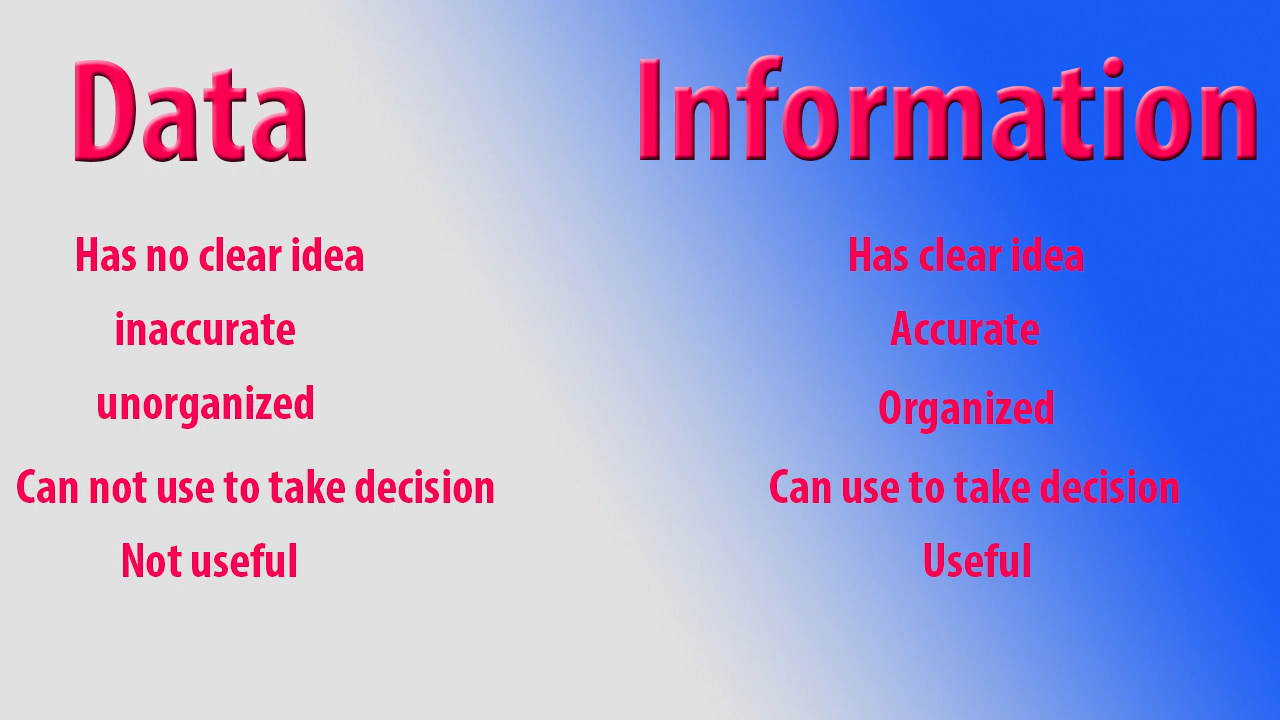 Data
Information
Has no clear idea
Has clear idea
inaccurate
Accurate
unorganized
Organized
Can not use to take decision
Can use to take decision
Not useful
Useful